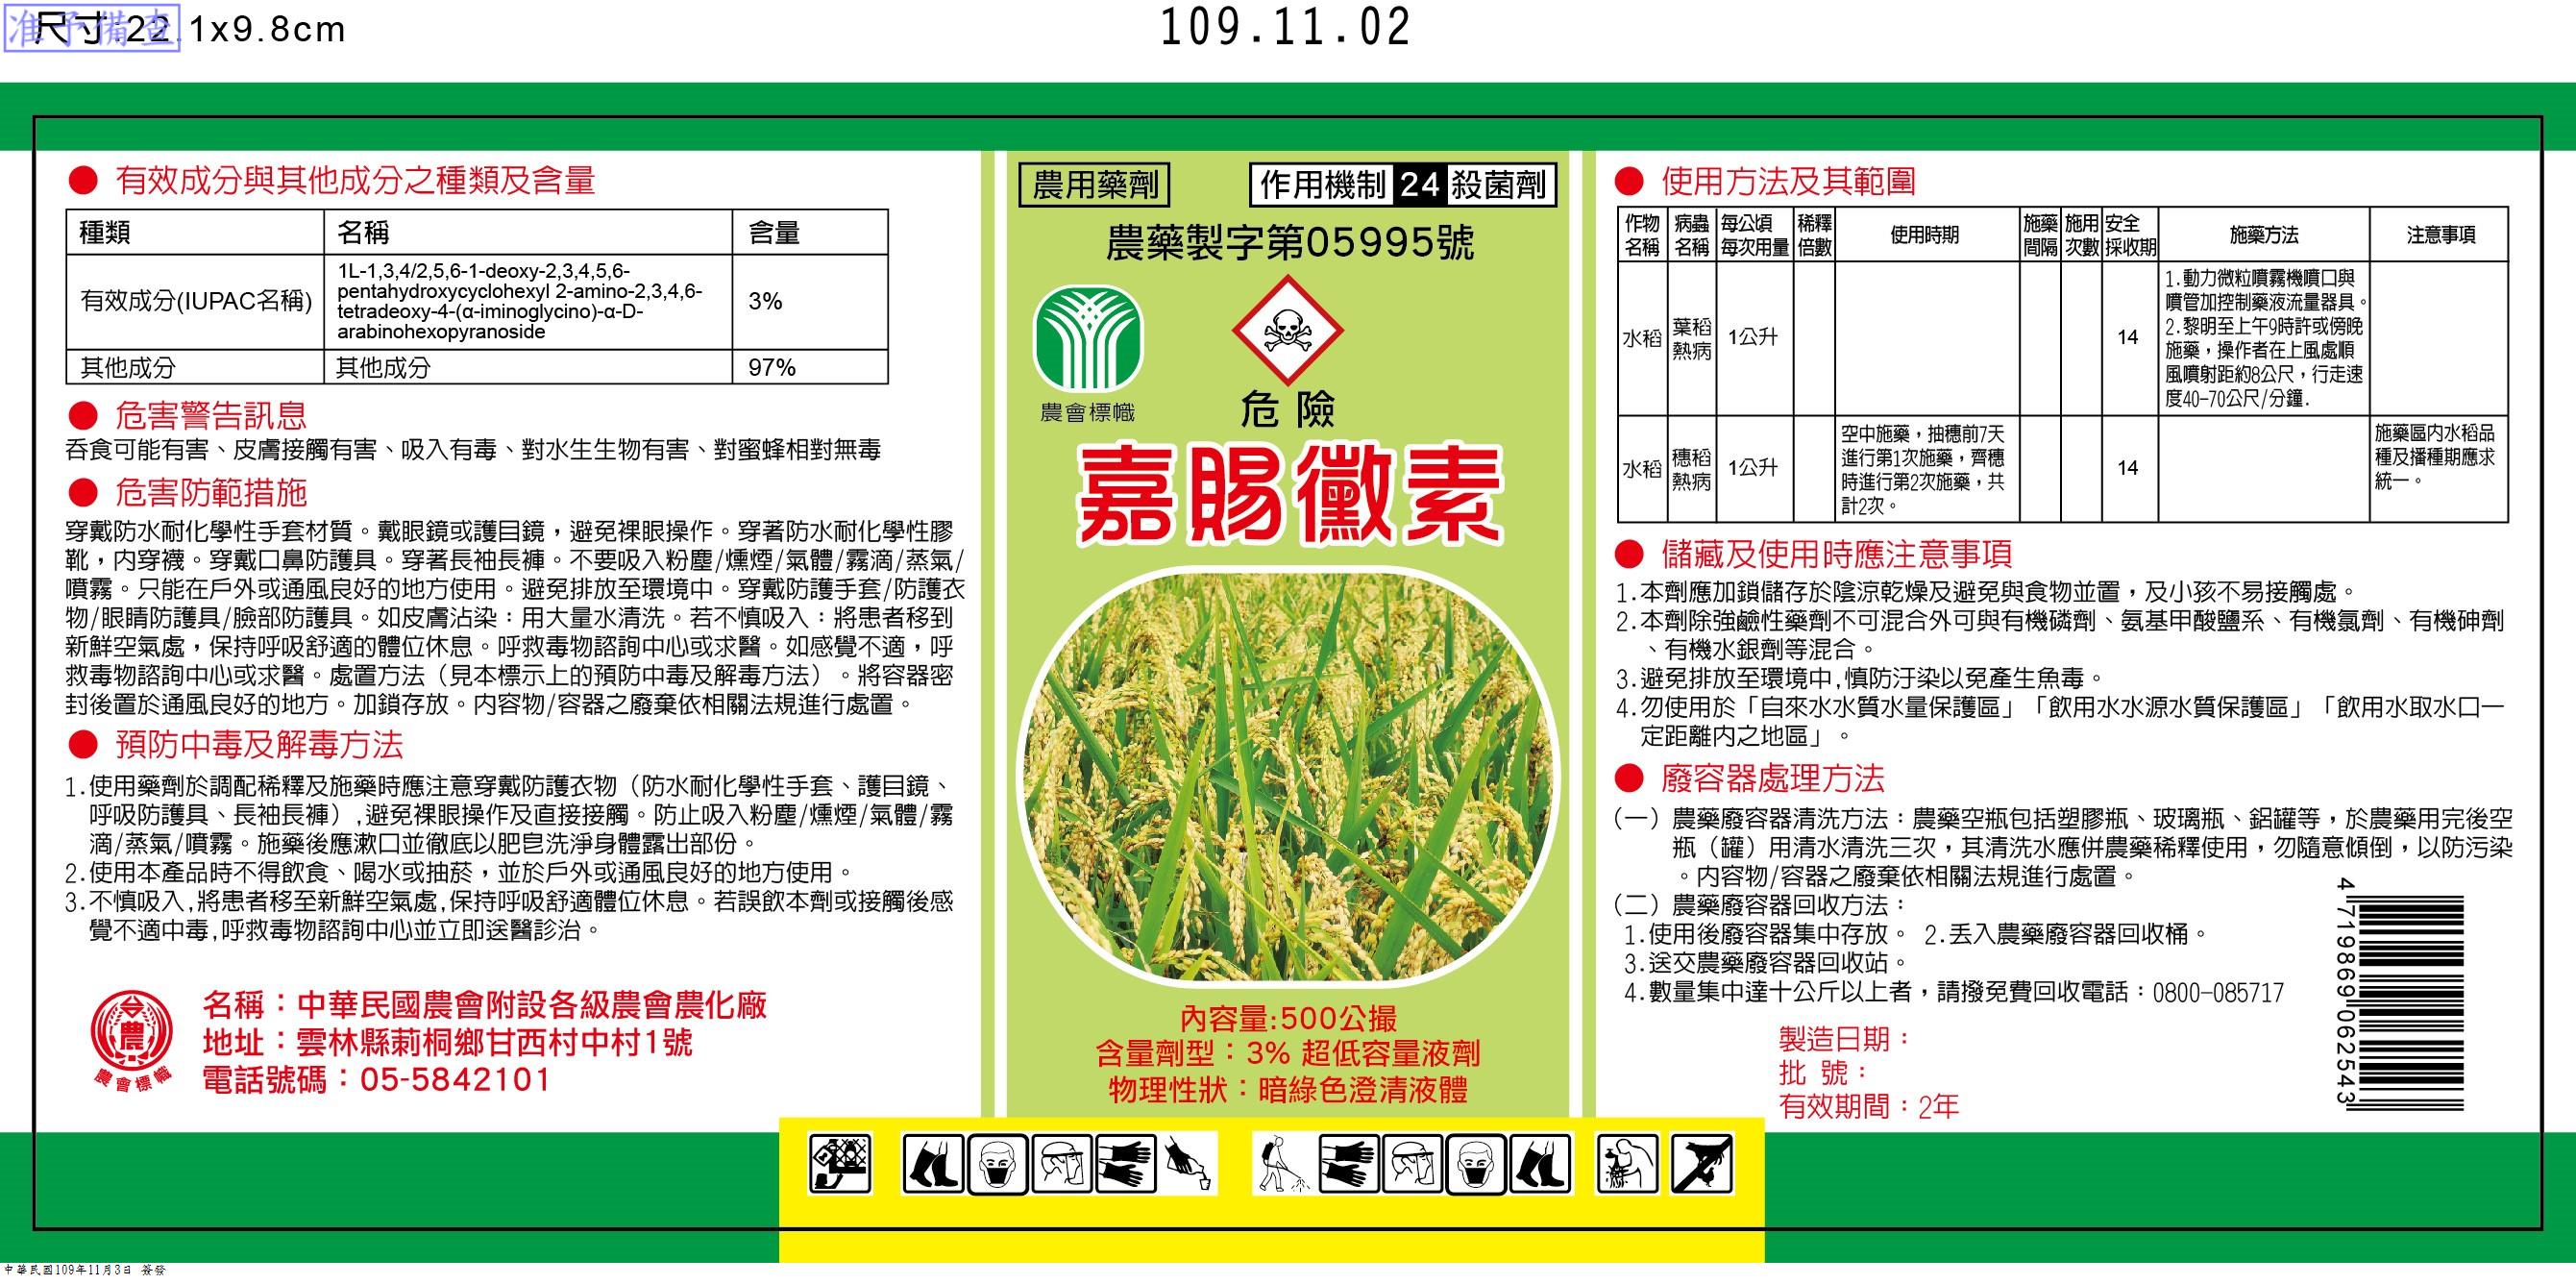 准予備查
尺寸:22.1x9.8cm
109.11.02
● 有效成分與其他成分之種類及含量
種類 名稱 含量
有效成分(IUPAC名稱) 1L-1,3,4/2,5,6-1-deoxy-2,3,4,5,6-
pentahydroxycyclohexyl 2-amino-2,3,4,6-
tetradeoxy-4-(α-iminoglycino)-α-D-
arabinohexopyranoside 3%
其他成分 其他成分 97%
● 危害警告訊息
吞食可能有害、皮膚接觸有害、吸入有毒、對水生生物有害、對蜜蜂相對無毒
● 危害防範措施
穿戴防水耐化學性手套材質。戴眼鏡或護目鏡，避免裸眼操作。穿著防水耐化學性膠
靴，內穿襪。穿戴口鼻防護具。穿著長袖長褲。不要吸入粉塵/燻煙/氣體/霧滴/蒸氣/
噴霧。只能在戶外或通風良好的地方使用。避免排放至環境中。穿戴防護手套/防護衣
物/眼睛防護具/臉部防護具。如皮膚沾染：用大量水清洗。若不慎吸入：將患者移到
新鮮空氣處，保持呼吸舒適的體位休息。呼救毒物諮詢中心或求醫。如感覺不適，呼
救毒物諮詢中心或求醫。處置方法（見本標示上的預防中毒及解毒方法）。將容器密
封後置於通風良好的地方。加鎖存放。內容物/容器之廢棄依相關法規進行處置。
● 預防中毒及解毒方法
1.使用藥劑於調配稀釋及施藥時應注意穿戴防護衣物（防水耐化學性手套、護目鏡、
呼吸防護具、長袖長褲）,避免裸眼操作及直接接觸。防止吸入粉塵/燻煙/氣體/霧
滴/蒸氣/噴霧。施藥後應漱口並徹底以肥皂洗淨身體露出部份。
2.使用本產品時不得飲食、喝水或抽菸，並於戶外或通風良好的地方使用。
3.不慎吸入,將患者移至新鮮空氣處,保持呼吸舒適體位休息。若誤飲本劑或接觸後感
覺不適中毒,呼救毒物諮詢中心並立即送醫診治。
農
農會標幟
名稱：中華民國農會附設各級農會農化廠
地址：雲林縣莿桐鄉甘西村中村1號
電話號碼：05-5842101
農用藥劑
作用機制 24 殺菌劑
農藥製字第05995號
農會標幟
危險
嘉賜黴素
內容量:500公撮
含量劑型：3% 超低容量液劑
物理性狀：暗綠色澄清液體
● 使用方法及其範圍
作物名稱 病蟲名稱 每公頃每次用量 稀釋倍數 使用時期 施藥間隔 施用次數 安全採收期 施藥方法 注意事項
水稻 葉稻熱病 1公升 14 1.動力微粒噴霧機噴口與
噴管加控制藥液流量器具。
2.黎明至上午9時許或傍晚
施藥，操作者在上風處順
風噴射距約8公尺，行走速
度40-70公尺/分鐘.
水稻 穗稻熱病 1公升 空中施藥，抽穗前7天
進行第1次施藥，齊穗
時進行第2次施藥，共
計2次。 14 施藥區內水稻品
種及播種期應求
統一。
● 儲藏及使用時應注意事項
1.本劑應加鎖儲存於陰涼乾燥及避免與食物並置，及小孩不易接觸處。
2.本劑除強鹼性藥劑不可混合外可與有機磷劑、氨基甲酸鹽系、有機氯劑、有機砷劑
、有機水銀劑等混合。
3.避免排放至環境中,慎防汙染以免產生魚毒。
4.勿使用於「自來水水質水量保護區」「飲用水水源水質保護區」「飲用水取水口一
定距離內之地區」。
● 廢容器處理方法
(一) 農藥廢容器清洗方法：農藥空瓶包括塑膠瓶、玻璃瓶、鋁罐等，於農藥用完後空
瓶（罐）用清水清洗三次，其清洗水應併農藥稀釋使用，勿隨意傾倒，以防污染
。內容物/容器之廢棄依相關法規進行處置。
(二) 農藥廢容器回收方法：
1.使用後廢容器集中存放。 2.丟入農藥廢容器回收桶。
3.送交農藥廢容器回收站。
4.數量集中達十公斤以上者，請撥免費回收電話：0800-085717
製造日期：
批 號：
有效期間：2年
4719869062543
中華民國109年11月3日 簽發